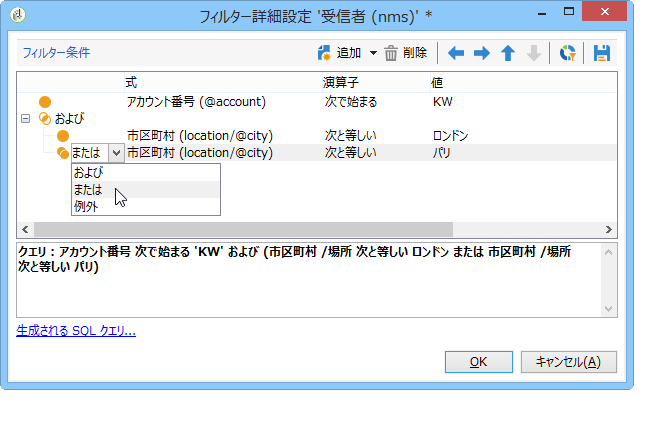 フィルター詳細設定 '受信者 (nms)' *
フィルター条件 追加 削除
式 演算子 値
アカウント番号 (@account) 次で始まる KW
および
市区町村 (location/@city) 次と等しい ロンドン
または 市区町村 (location/@city) 次と等しい パリ
および
または
例外
クエリ : アカウント番号 次で始まる 'KW' および (市区町村 /場所 次と等しい ロンドン または 市区町村 /場所
次と等しい パリ)
生成される SQL クエリ...
OK キャンセル(A)